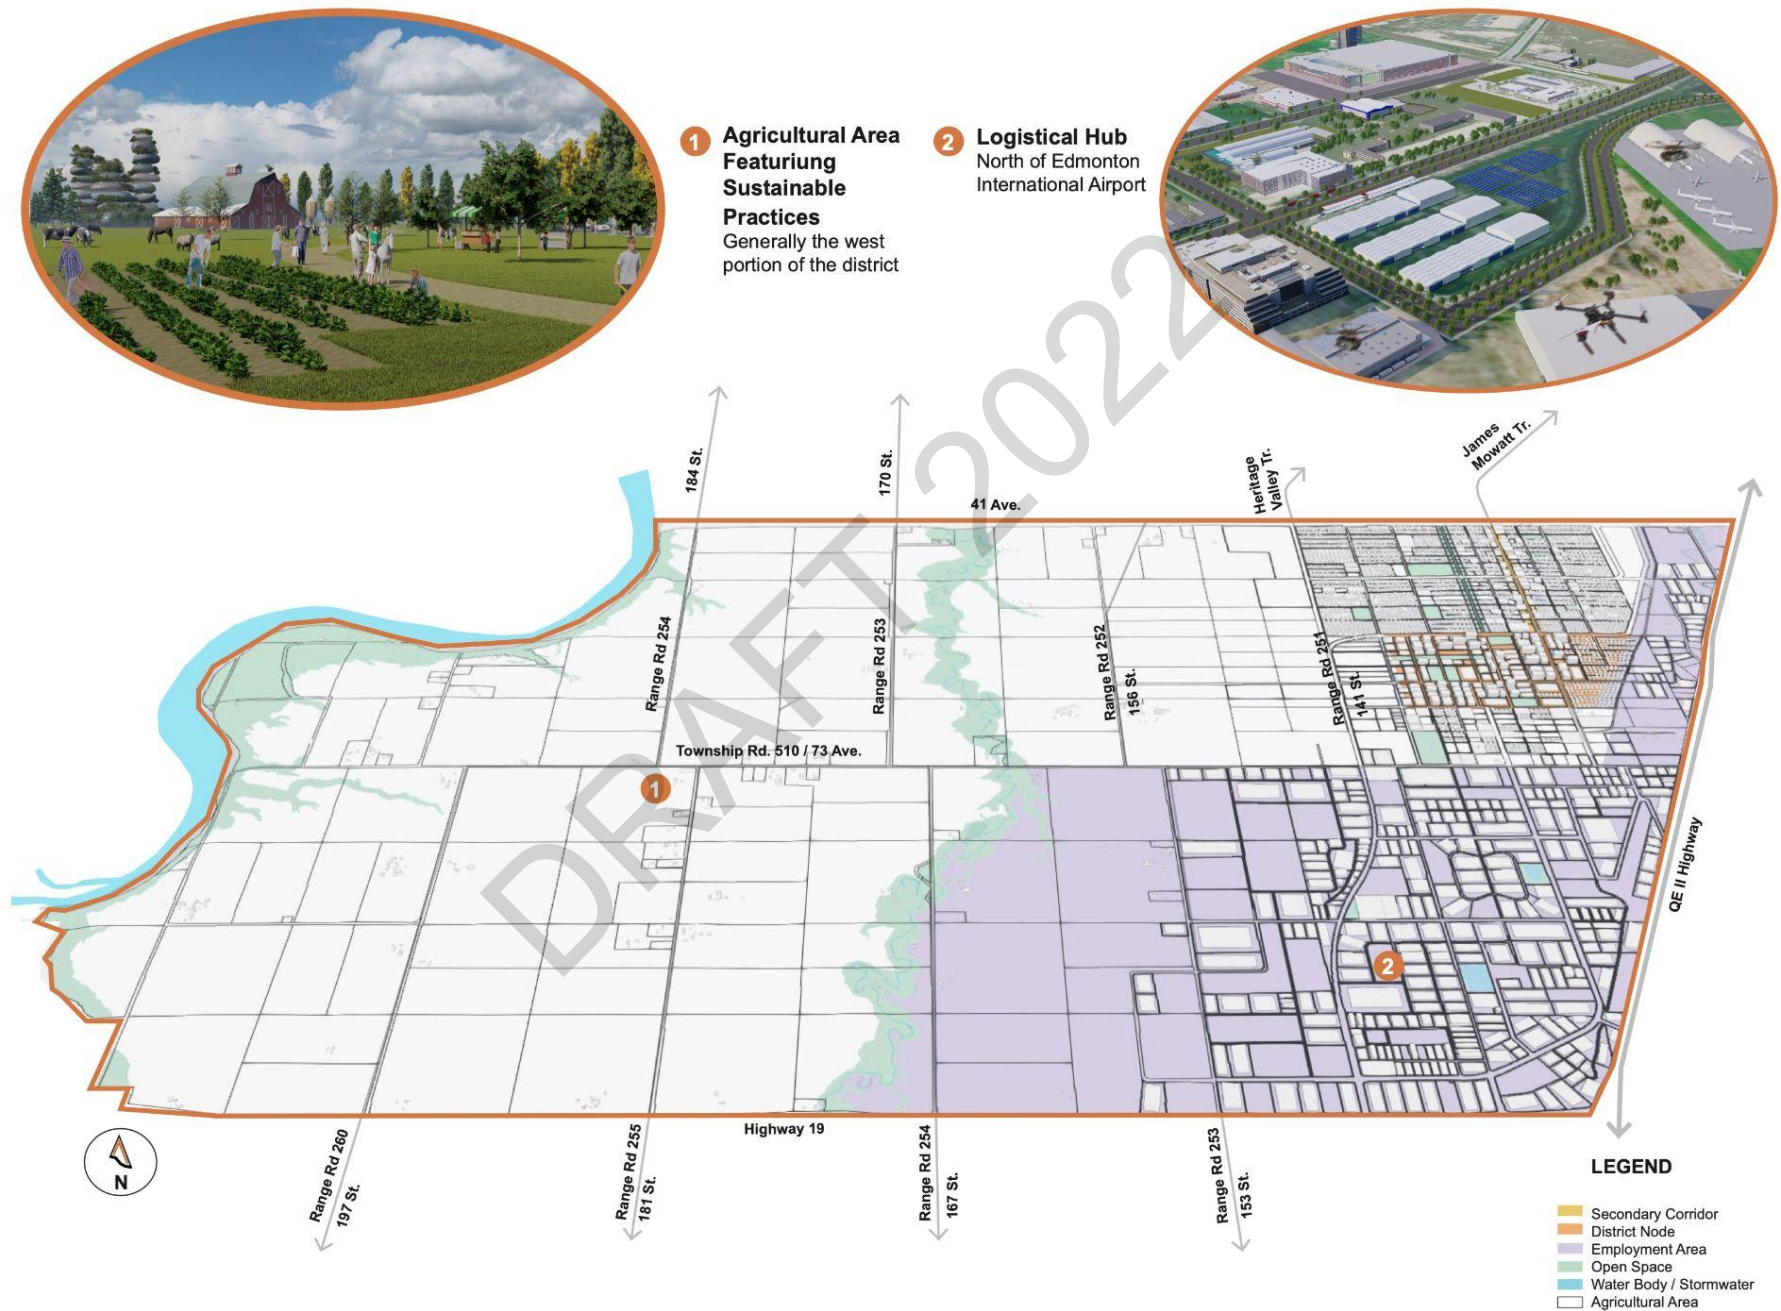 1
Agricultural Area
Featuriung
Sustainable
Practices
Generally the west
portion of the district
2
Logistical Hub
North of Edmonton
International Airport
DRAFT 2022
184 St.
170 St.
41 Ave.
Heritage
Valley Tr.
James
Mowatt Tr.
Range Rd 254
Range Rd 253
Range Rd 252
156 St.
Range Rd 251
141 St.
Township Rd. 510 / 73 Ave.
1
2
QE II Highway
Highway 19
Range Rd 260
197 St.
Range Rd 255
181 St.
Range Rd 254
167 St.
Range Rd 253
153 St.
N
LEGEND
Secondary Corridor
District Node
Employment Area
Open Space
Water Body / Stormwater
Agricultural Area